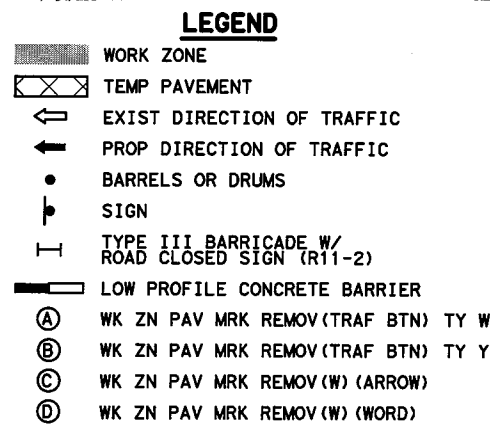 LEGEND
WORK ZONE
TEMP PAVEMENT
EXIST DIRECTION OF TRAFFIC
PROP DIRECTION OF TRAFFIC
BARRELS OR DRUMS
SIGN
TYPE III BARRICADE W/
ROAD CLOSED SIGN (R11-2)
LOW PROFILE CONCRETE BARRIER
A WK ZN PAV MRK REMOV(TRAF BTN) TY W
B WK ZN PAV MRK REMOV(TRAF BTN) TY Y
C WK ZN PAV MRK REMOV(W)(ARROW)
D WK ZN PAV MRK REMOV(W)(WORD)